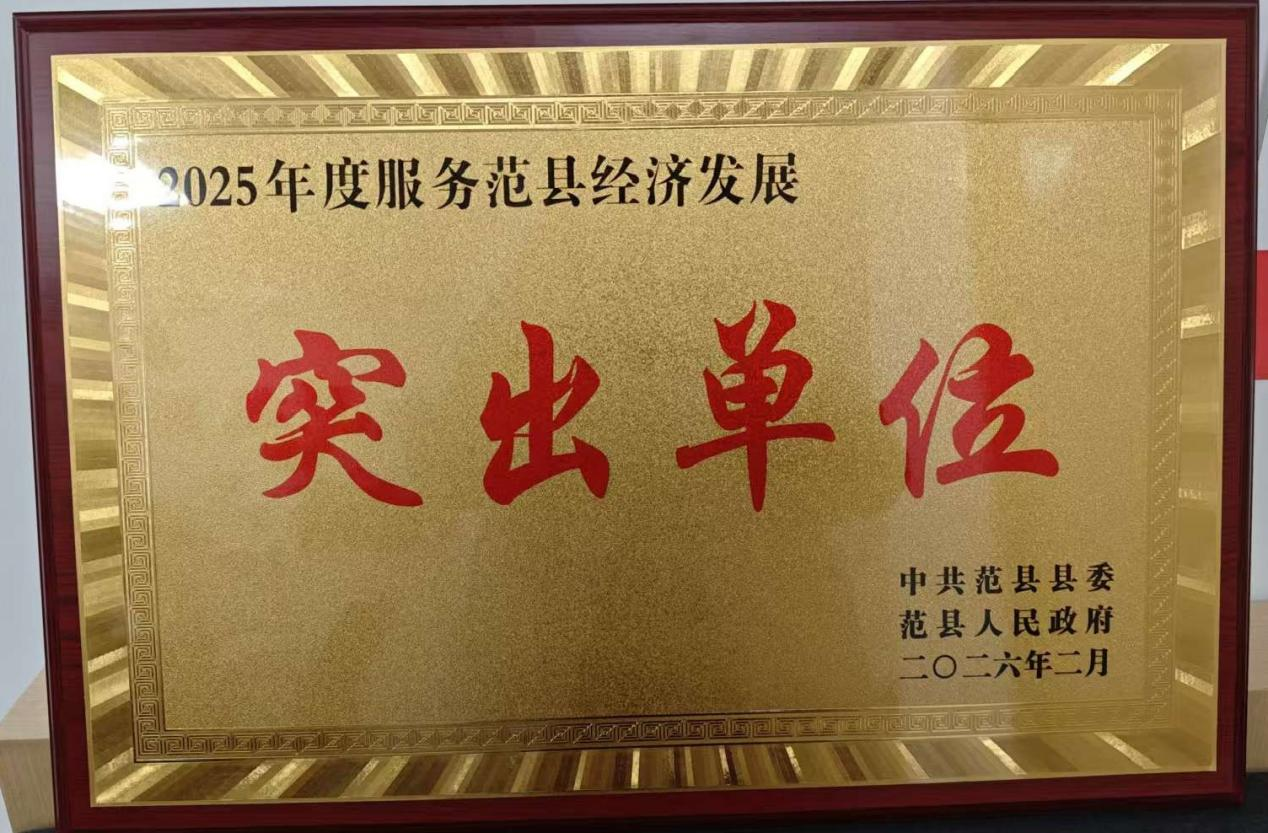 2025年度服务范县经济发展
突出单位
中共范县县委
范县人民政府
二〇二六年二月